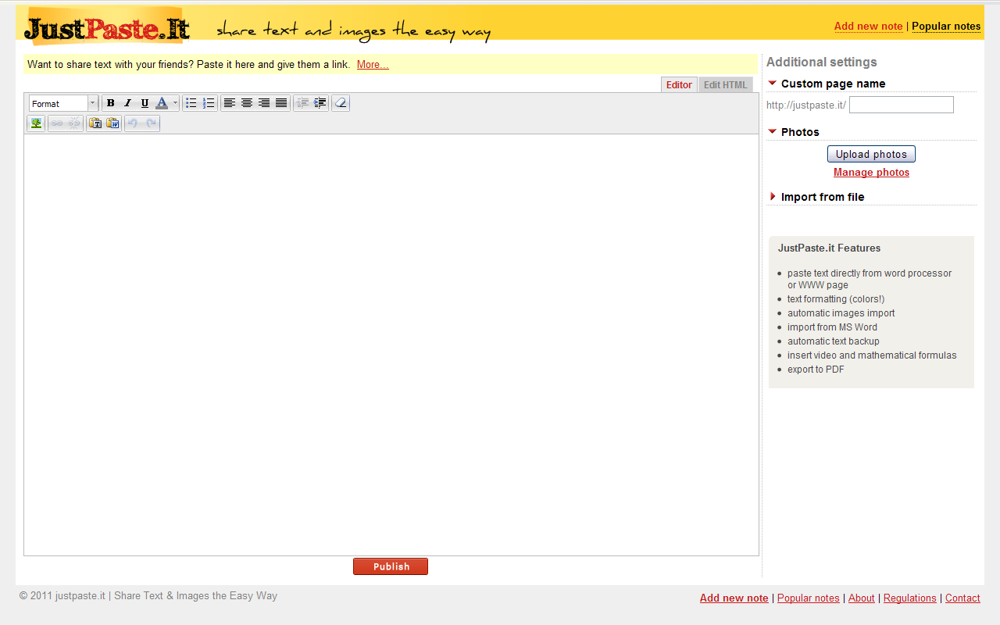 JustPaste.It
share text and images the easy way
Add new note | Popular notes
Want to share text with your friends? Paste it here and give them a link. More...
Editor
Edit HTML
Format
B I U A
Additional settings
Custom page name
http://justpaste.it/
Photos
Upload photos
Manage photos
Import from file
JustPaste.it Features
paste text directly from word processor
or WWW page
text formatting (colors!)
automatic images import
import from MS Word
automatic text backup
insert video and mathematical formulas
export to PDF
Publish
© 2011 justpaste.it | Share Text & Images the Easy Way
Add new note | Popular notes | About | Regulations | Contact